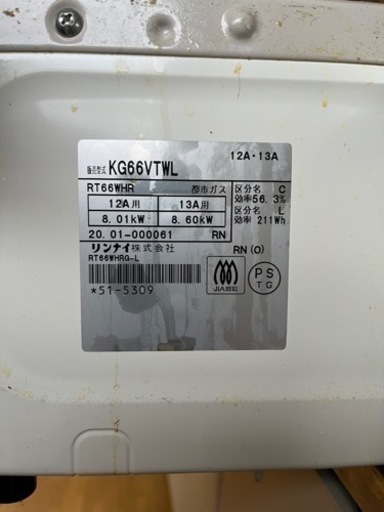 販売型式 KG66VTWL 12A・13A
RT66WHR 都市ガス
12A用 13A用
8.01kW 8.60kW
区分名 C
効率56.3%
区分名 L
効率 211Wh
20.01-000061 RN
リンナイ株式会社 RN(O)
RT66WHRG-L
*51-5309
JIA認証
PS
TG